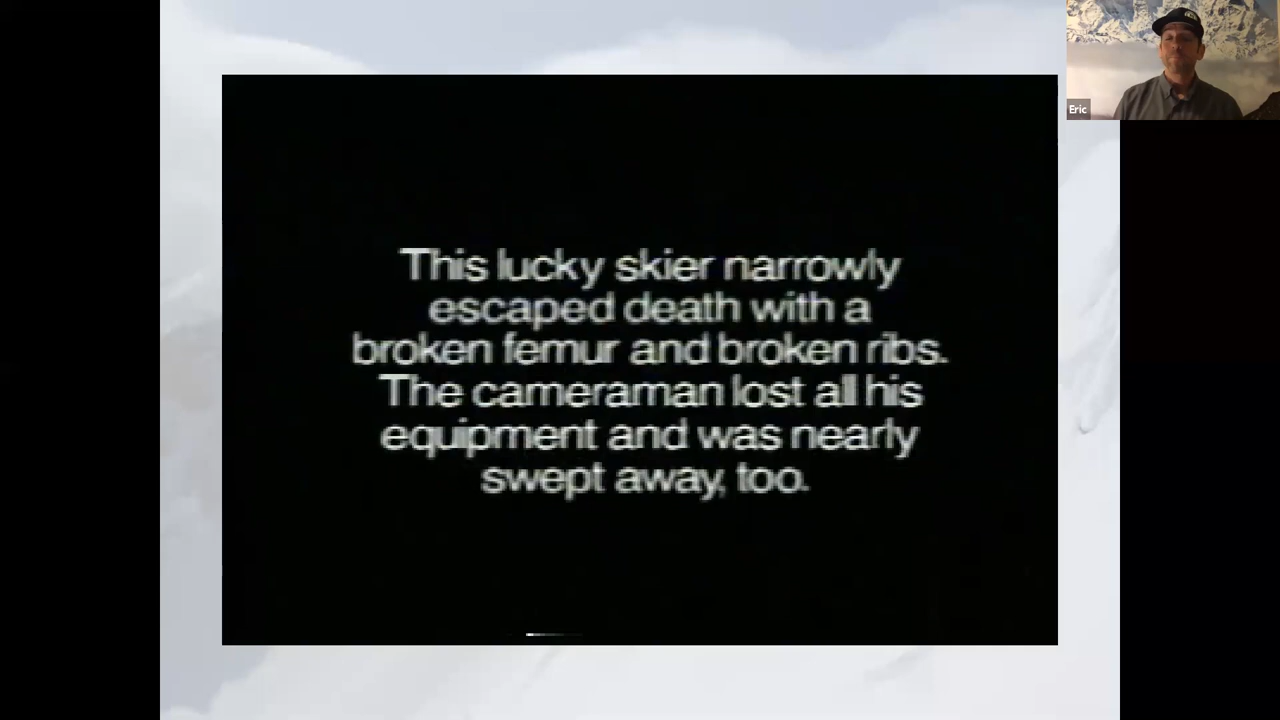 This lucky skier narrowly
escaped death with a
broken femur and broken ribs.
The cameraman lost all his
equipment and was nearly
swept away, too.
Eric